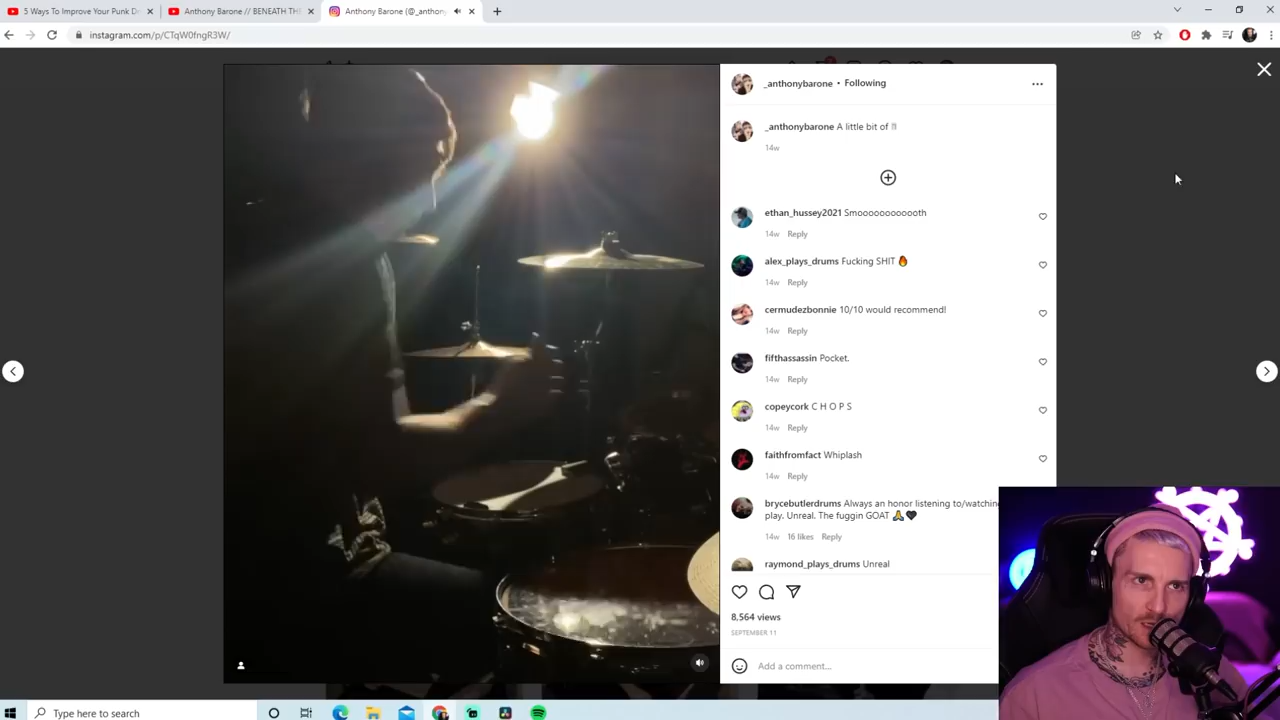 5 Ways To Improve Your Punk D
Anthony Barone // BENEATH TH
Anthony Barone (@_anthony
instagram.com/p/CTqW0fngR3W/
_anthonybarone • Following
_anthonybarone A little bit of
14w
ethan_hussey2021 Smooooooooooth
14w Reply
alex_plays_drums Fucking SHIT 🔥
14w Reply
cermudezbonnie 10/10 would recommend!
14w Reply
fifthassassin Pocket.
14w Reply
copeycork C H O P S
14w Reply
faithfromfact Whiplash
14w Reply
brycebutlerdrums Always an honor listening to/watching
play. Unreal. The fuggin GOAT 🙏🖤
14w 16 likes Reply
raymond_plays_drums Unreal
8,564 views
SEPTEMBER 11
Add a comment...
Type here to search